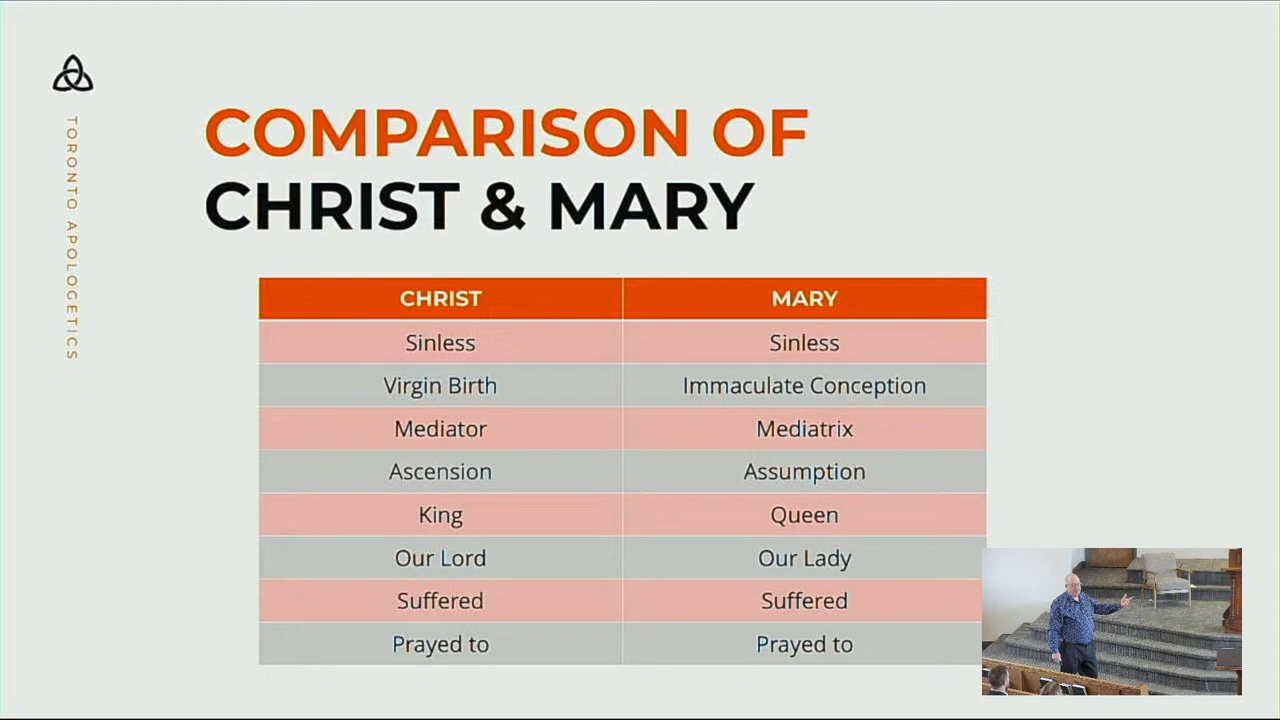 TORONTO APOLOGETICS
COMPARISON OF
CHRIST & MARY
CHRIST MARY
Sinless Sinless
Virgin Birth Immaculate Conception
Mediator Mediatrix
Ascension Assumption
King Queen
Our Lord Our Lady
Suffered Suffered
Prayed to Prayed to